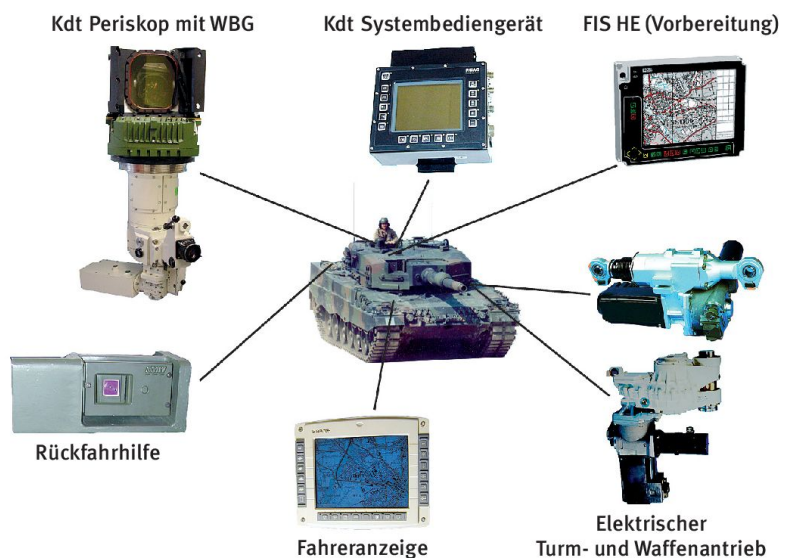 Kdt Periskop mit WBG
Kdt Systembediengerät
FIS HE (Vorbereitung)
Rückfahrhilfe
Fahreranzeige
Elektrischer
Turm- und Waffenantrieb